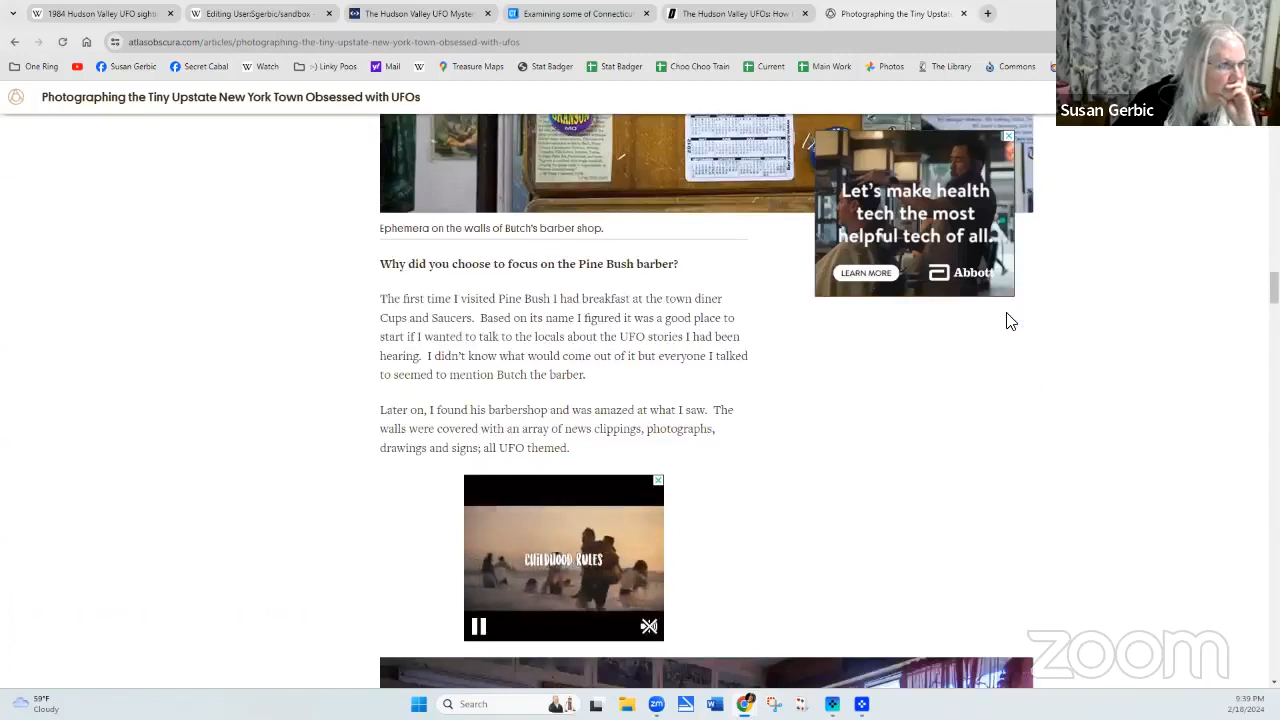 1984 Hudson Valley UFO Sighting
Editing UserGerbic/sandbox
The Hudson Valley UFO Myster
Examining some of Connecticut
The Hudson Valley UFOs: How I
Photographing the Tiny Upstate
atlasobscura.com/articles/photographing-the-tiny-upstate-new-york-town-obsessed-with-ufos
One Ring
Susan Gerbic
Secret Cabal
Watch
:-) Linky Pooj
Mail
Treasure Maps
Stat Badger
Stat Badger
Choo Choo Train
Current
Main Work
Photos
The Library
Commons
Susan Gerbic
Photographing the Tiny Upstate New York Town Obsessed with UFOs
BRANSON
MO
Let's make health
tech the most
helpful tech of all.
LEARN MORE
Abbott
Ephemera on the walls of Butch's barber shop.
Why did you choose to focus on the Pine Bush barber?
The first time I visited Pine Bush I had breakfast at the town diner
Cups and Saucers. Based on its name I figured it was a good place to
start if I wanted to talk to the locals about the UFO stories I had been
hearing. I didn't know what would come out of it but everyone I talked
to seemed to mention Butch the barber.
Later on, I found his barbershop and was amazed at what I saw. The
walls were covered with an array of news clippings, photographs,
drawings and signs; all UFO themed.
CHILDHOOD RULES
zoom
59°F
Cloudy
Search
9:39 PM
2/18/2024